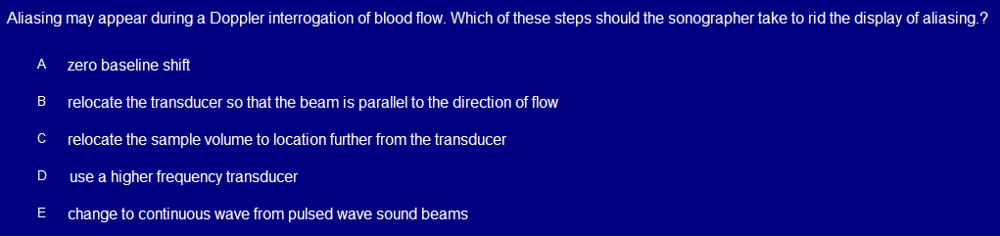 Aliasing may appear during a Doppler interrogation of blood flow. Which of these steps should the sonographer take to rid the display of aliasing.?
A zero baseline shift
B relocate the transducer so that the beam is parallel to the direction of flow
C relocate the sample volume to location further from the transducer
D use a higher frequency transducer
E change to continuous wave from pulsed wave sound beams